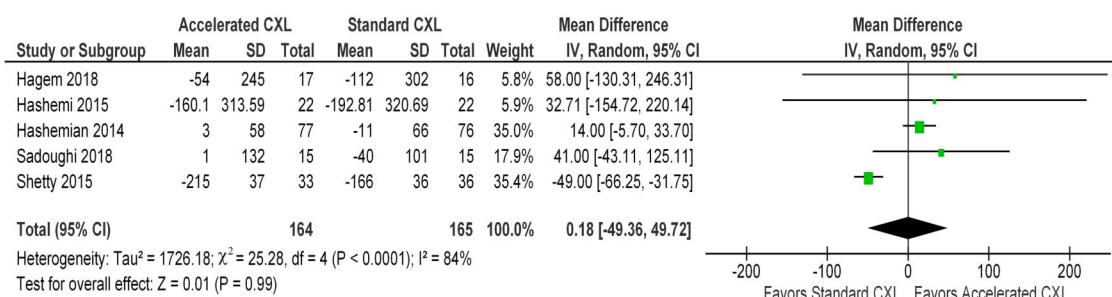 Accelerated CXL Standard CXL Mean Difference Mean Difference
Study or Subgroup Mean SD Total Mean SD Total Weight IV, Random, 95% CI IV, Random, 95% CI
Hagem 2018 -54 245 17 -112 302 16 5.8% 58.00 [-130.31, 246.31]
Hashemi 2015 -160.1 313.59 22 -192.81 320.69 22 5.9% 32.71 [-154.72, 220.14]
Hashemian 2014 3 58 77 -11 66 76 35.0% 14.00 [-5.70, 33.70]
Sadoughi 2018 1 132 15 -40 101 15 17.9% 41.00 [-43.11, 125.11]
Shetty 2015 -215 37 33 -166 36 36 35.4% -49.00 [-66.25, -31.75]
Total (95% CI) 164 165 100.0% 0.18 [-49.36, 49.72]
Heterogeneity: Tau² = 1726.18; χ² = 25.28, df = 4 (P < 0.0001); I² = 84%
Test for overall effect: Z = 0.01 (P = 0.99)
-200 -100 0 100 200
Favors Standard CXL Favors Accelerated CXL